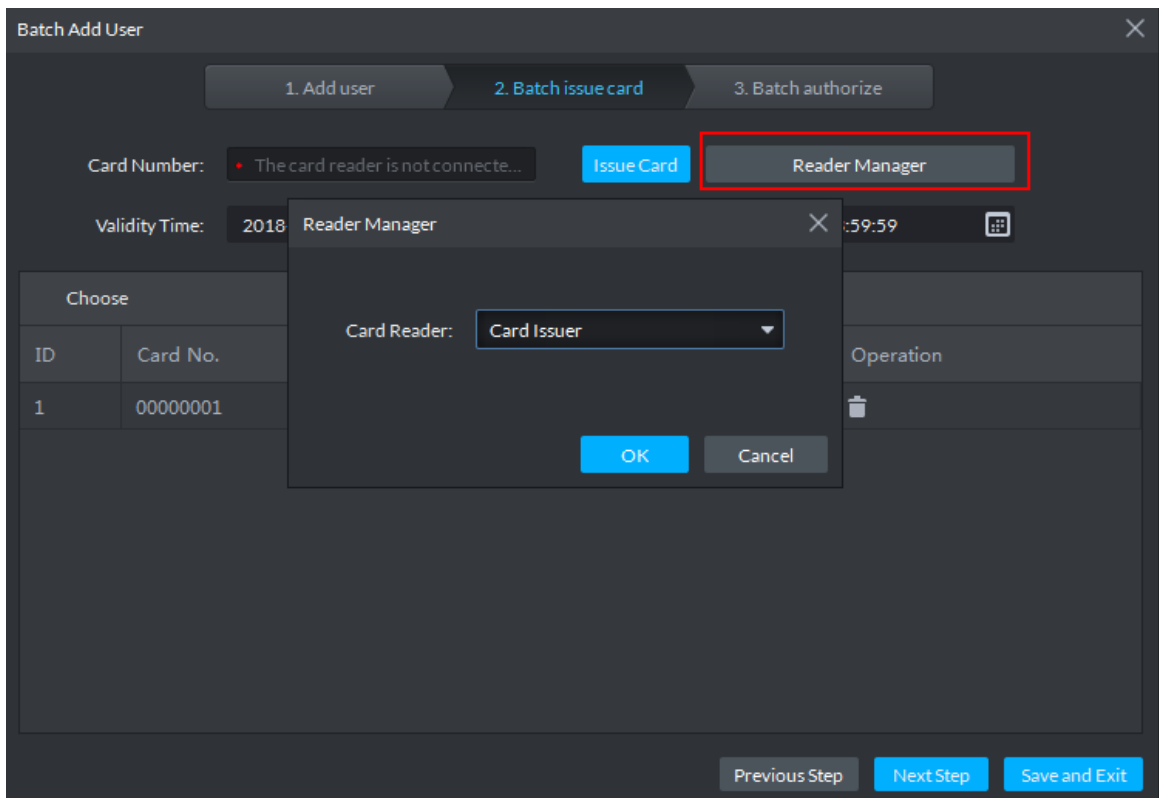 Batch Add User
1. Add user 2. Batch issue card 3. Batch authorize
Card Number: • The card reader is not connecte... Issue Card Reader Manager
Validity Time: 2018 :59:59
Reader Manager
Choose
Card Reader: Card Issuer
ID Card No. Operation
1 00000001
OK Cancel
Previous Step Next Step Save and Exit